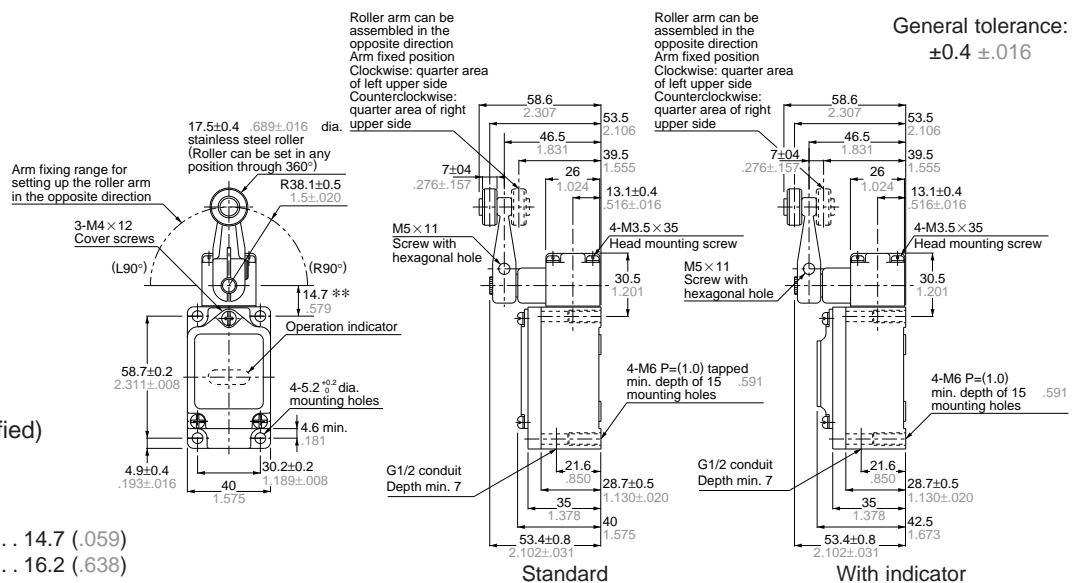 General tolerance:
±0.4 ±.016
17.5±0.4 .689±.016 dia.
stainless steel roller
(Roller can be set in any
position through 360°)
R38.1±0.5
1.5±.020
Arm fixing range for
setting up the roller arm
in the opposite direction
3-M4×12
Cover screws
(L90°)
(R90°)
14.7 **
.579
Operation indicator
58.7±0.2
2.311±.008
4-5.2 +0.2 0 dia.
mounting holes
4.6 min.
.181
4.9±0.4
.193±.016
30.2±0.2
1.189±.008
40
1.575
fied)
. . 14.7 (.059)
. . 16.2 (.638)
Roller arm can be
assembled in the
opposite direction
Arm fixed position
Clockwise: quarter area
of left upper side
Counterclockwise:
quarter area of right
upper side
58.6
2.307
53.5
2.106
46.5
1.831
7±04
.276±.157
39.5
1.555
26
1.024
13.1±0.4
.516±.016
M5×11
Screw with
hexagonal hole
4-M3.5×35
Head mounting screw
30.5
1.201
4-M6 P=(1.0) tapped
min. depth of 15 .591
mounting holes
G1/2 conduit
Depth min. 7
21.6
.850
28.7±0.5
1.130±.020
35
1.378
40
1.575
53.4±0.8
2.102±.031
Standard
Roller arm can be
assembled in the
opposite direction
Arm fixed position
Clockwise: quarter area
of left upper side
Counterclockwise:
quarter area of right
upper side
58.6
2.307
53.5
2.106
46.5
1.831
7±04
.276±.157
39.5
1.555
26
1.024
13.1±0.4
.516±.016
M5×11
Screw with
hexagonal hole
4-M3.5×35
Head mounting screw
30.5
1.201
4-M6 P=(1.0)
min. depth of 15 .591
mounting holes
G1/2 conduit
Depth min. 7
21.6
.850
28.7±0.5
1.130±.020
35
1.378
42.5
1.673
53.4±0.8
2.102±.031
With indicator